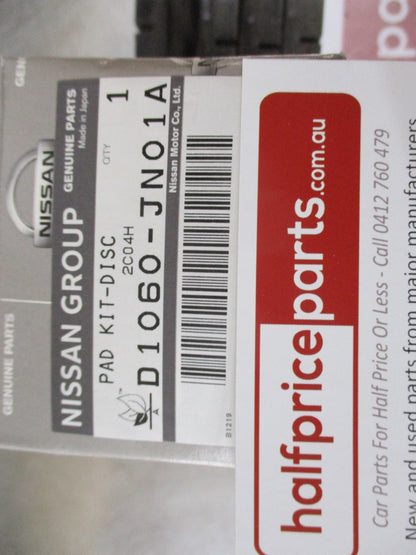 GENUINE PARTS
NISSAN
NISSAN GROUP GENUINE PARTS
Made in Japan
PAD KIT-DISC
QTY 1
2C04H
D1060-JN01A
A
Nissan Motor Co., Ltd.
B1219
halfpriceparts.com.au
Car Parts For Half Price Or Less - Call 0412 760 479
New and used parts from major manufacturers